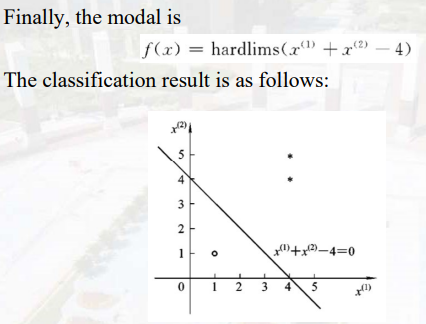 Finally, the modal is
f(x) = hardlims(x⁽¹⁾ + x⁽²⁾ − 4)
The classification result is as follows:
x⁽²⁾
5
4
3
2
1
x⁽¹⁾+x⁽²⁾−4=0
0 1 2 3 4 5 x⁽¹⁾